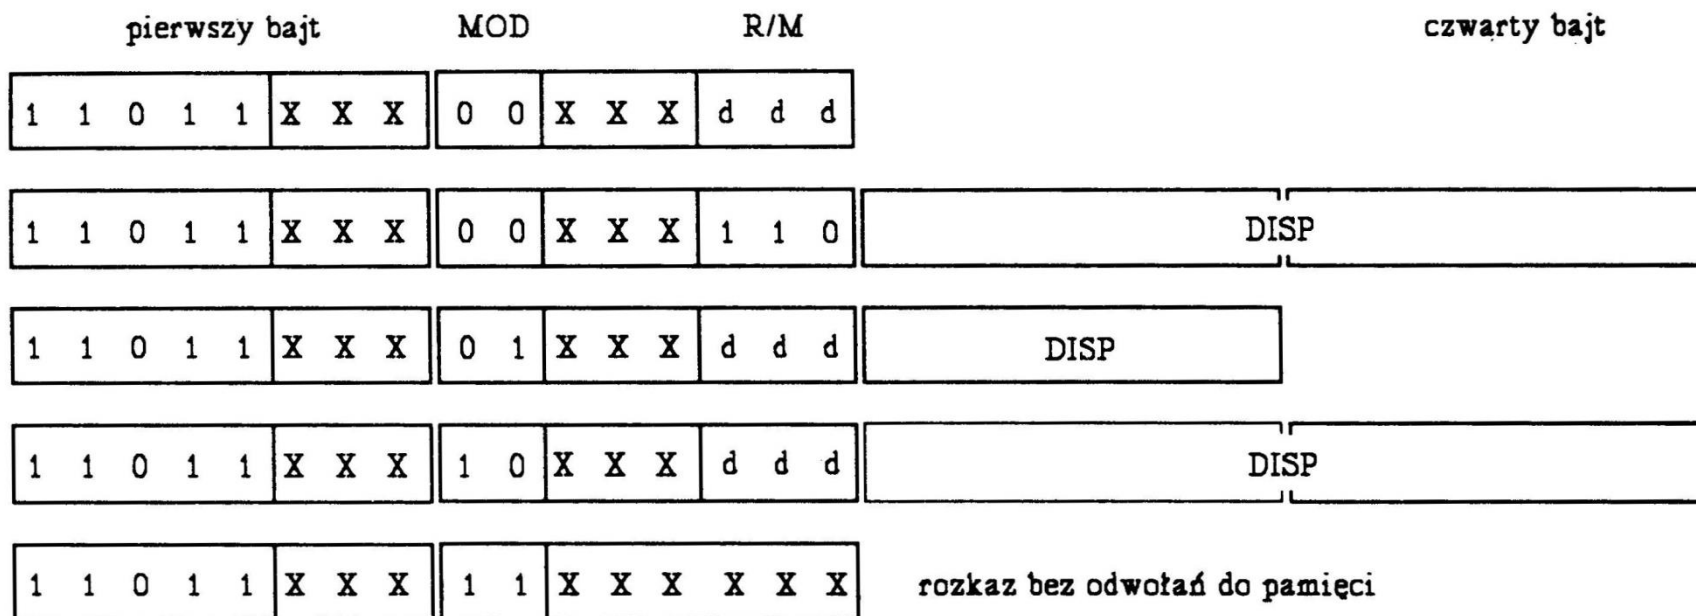 pierwszy bajt MOD R/M czwarty bajt
1 1 0 1 1 X X X 0 0 X X X d d d
1 1 0 1 1 X X X 0 0 X X X 1 1 0 DISP
1 1 0 1 1 X X X 0 1 X X X d d d DISP
1 1 0 1 1 X X X 1 0 X X X d d d DISP
1 1 0 1 1 X X X 1 1 X X X X X X rozkaz bez odwołań do pamięci